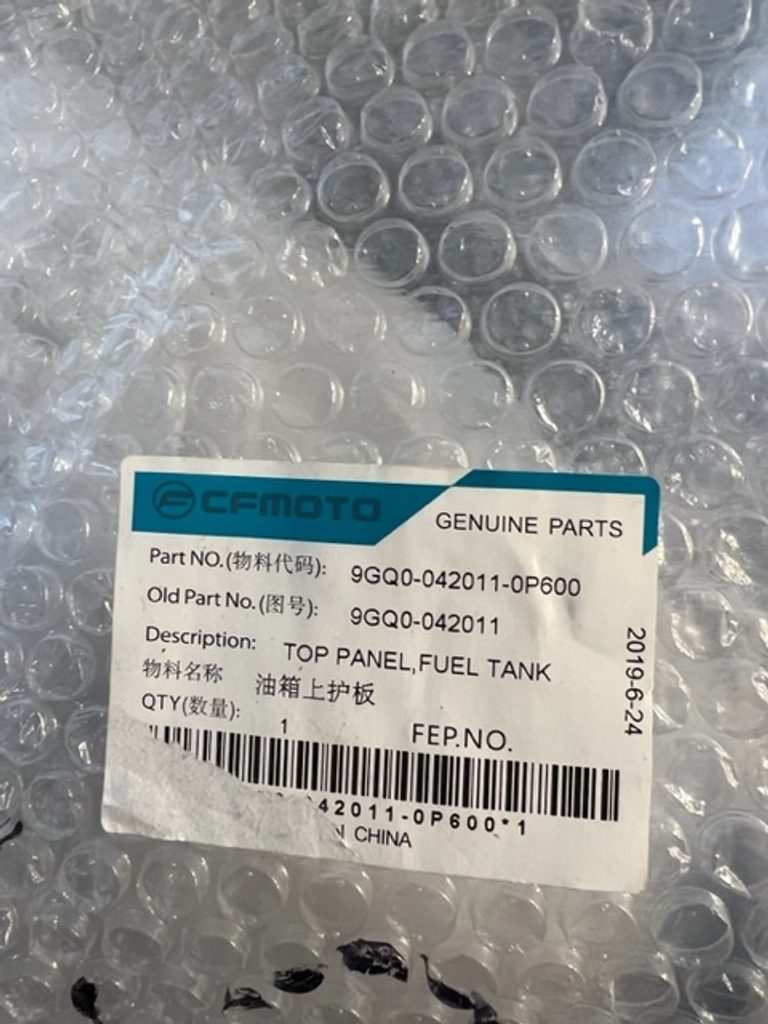 CFMOTO
GENUINE PARTS
Part NO.(物料代码): 9GQ0-042011-0P600
Old Part No.(图号): 9GQ0-042011
Description: TOP PANEL,FUEL TANK
物料名称 油箱上护板
QTY(数量): 1 FEP.NO.
2019-6-24
42011-0P600*1
CHINA